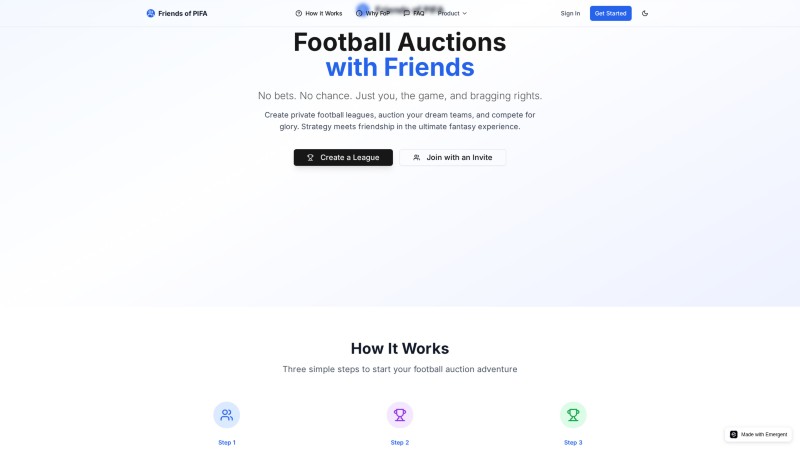 Friends of PIFA
How It Works
Why FoP
FAQ
Product
Sign In
Get Started
Football Auctions
with Friends
No bets. No chance. Just you, the game, and bragging rights.
Create private football leagues, auction your dream teams, and compete for
glory. Strategy meets friendship in the ultimate fantasy experience.
Create a League
Join with an Invite
How It Works
Three simple steps to start your football auction adventure
Step 1
Step 2
Step 3
Made with Emergent